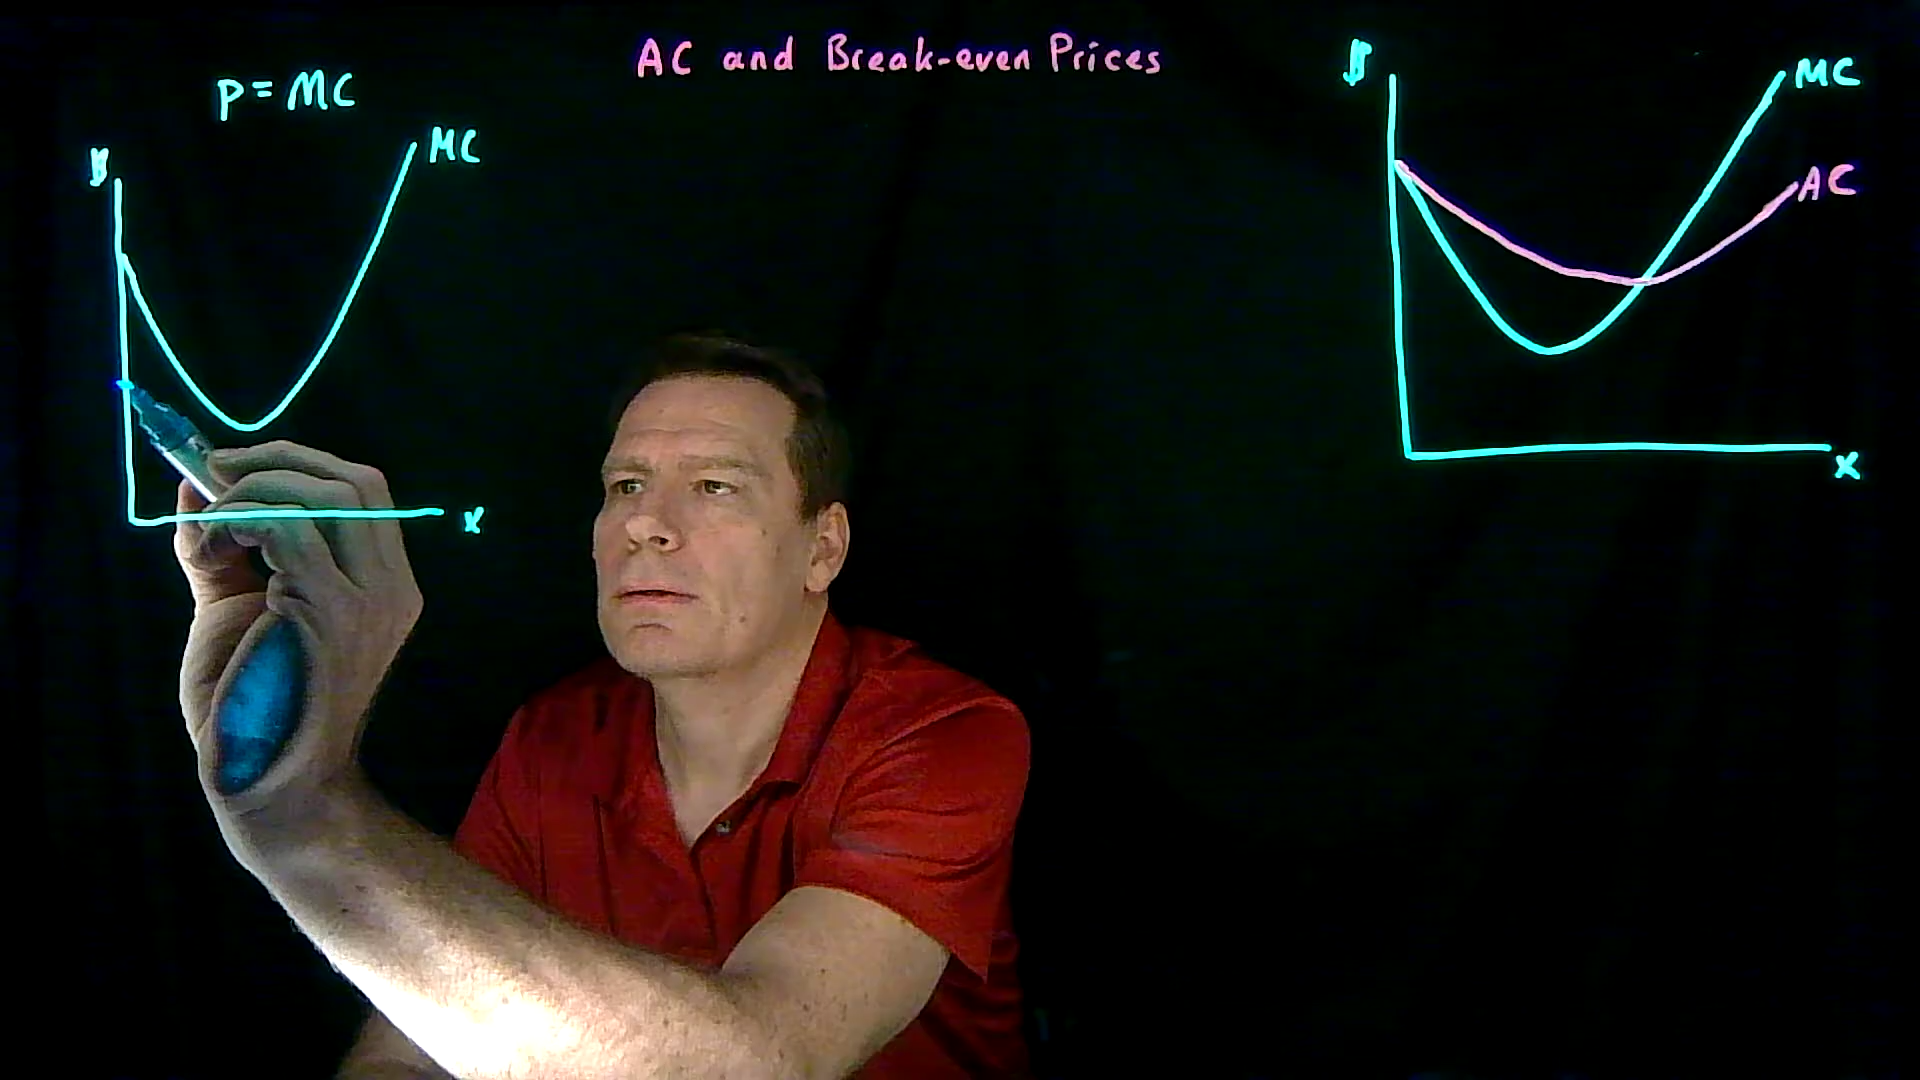 AC and Break-even Prices
p = MC
$
MC
x
$
MC
AC
x